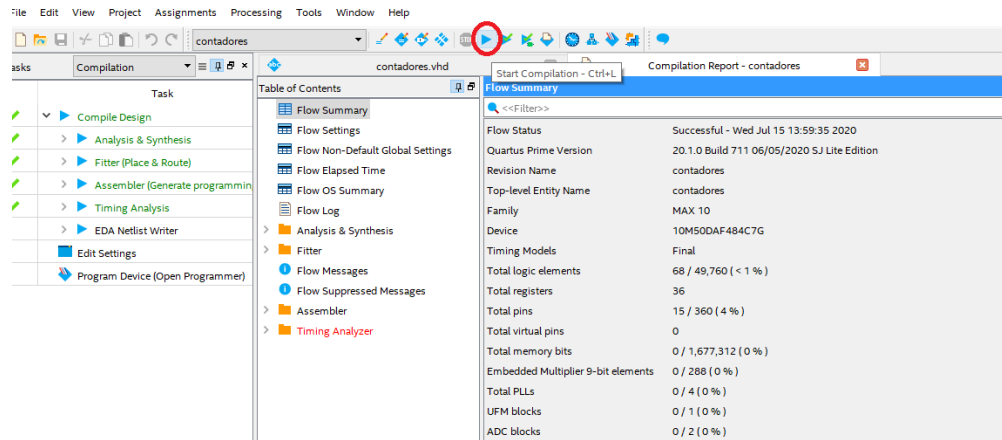 File Edit View Project Assignments Processing Tools Window Help
contadores
asks Compilation
Task
Compile Design
Analysis & Synthesis
Fitter (Place & Route)
Assembler (Generate programmin
Timing Analysis
EDA Netlist Writer
Edit Settings
Program Device (Open Programmer)
contadores.vhd
Start Compilation - Ctrl+L
Compilation Report - contadores
Table of Contents
Flow Summary
Flow Settings
Flow Non-Default Global Settings
Flow Elapsed Time
Flow OS Summary
Flow Log
Analysis & Synthesis
Fitter
Flow Messages
Flow Suppressed Messages
Assembler
Timing Analyzer
Flow Summary
<<Filter>>
Flow Status Successful - Wed Jul 15 13:59:35 2020
Quartus Prime Version 20.1.0 Build 711 06/05/2020 SJ Lite Edition
Revision Name contadores
Top-level Entity Name contadores
Family MAX 10
Device 10M50DAF484C7G
Timing Models Final
Total logic elements 68 / 49,760 ( < 1 % )
Total registers 36
Total pins 15 / 360 ( 4 % )
Total virtual pins 0
Total memory bits 0 / 1,677,312 ( 0 % )
Embedded Multiplier 9-bit elements 0 / 288 ( 0 % )
Total PLLs 0 / 4 ( 0 % )
UFM blocks 0 / 1 ( 0 % )
ADC blocks 0 / 2 ( 0 % )